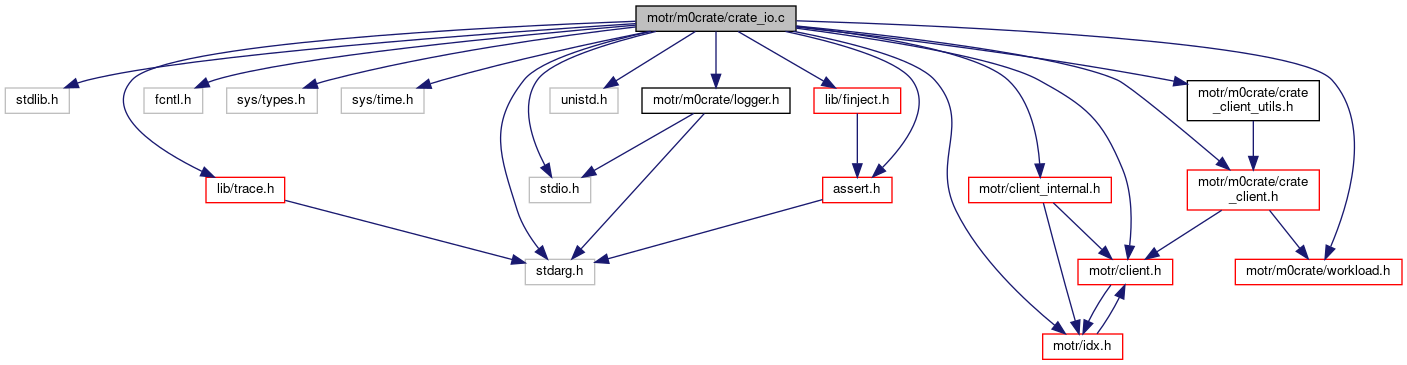 motr/m0crate/crate_io.c
stdlib.h
fcntl.h
sys/types.h
sys/time.h
unistd.h
motr/m0crate/logger.h
lib/finject.h
motr/m0crate/crate
_client_utils.h
lib/trace.h
stdio.h
assert.h
motr/client_internal.h
motr/m0crate/crate
_client.h
stdarg.h
motr/client.h
motr/m0crate/workload.h
motr/idx.h